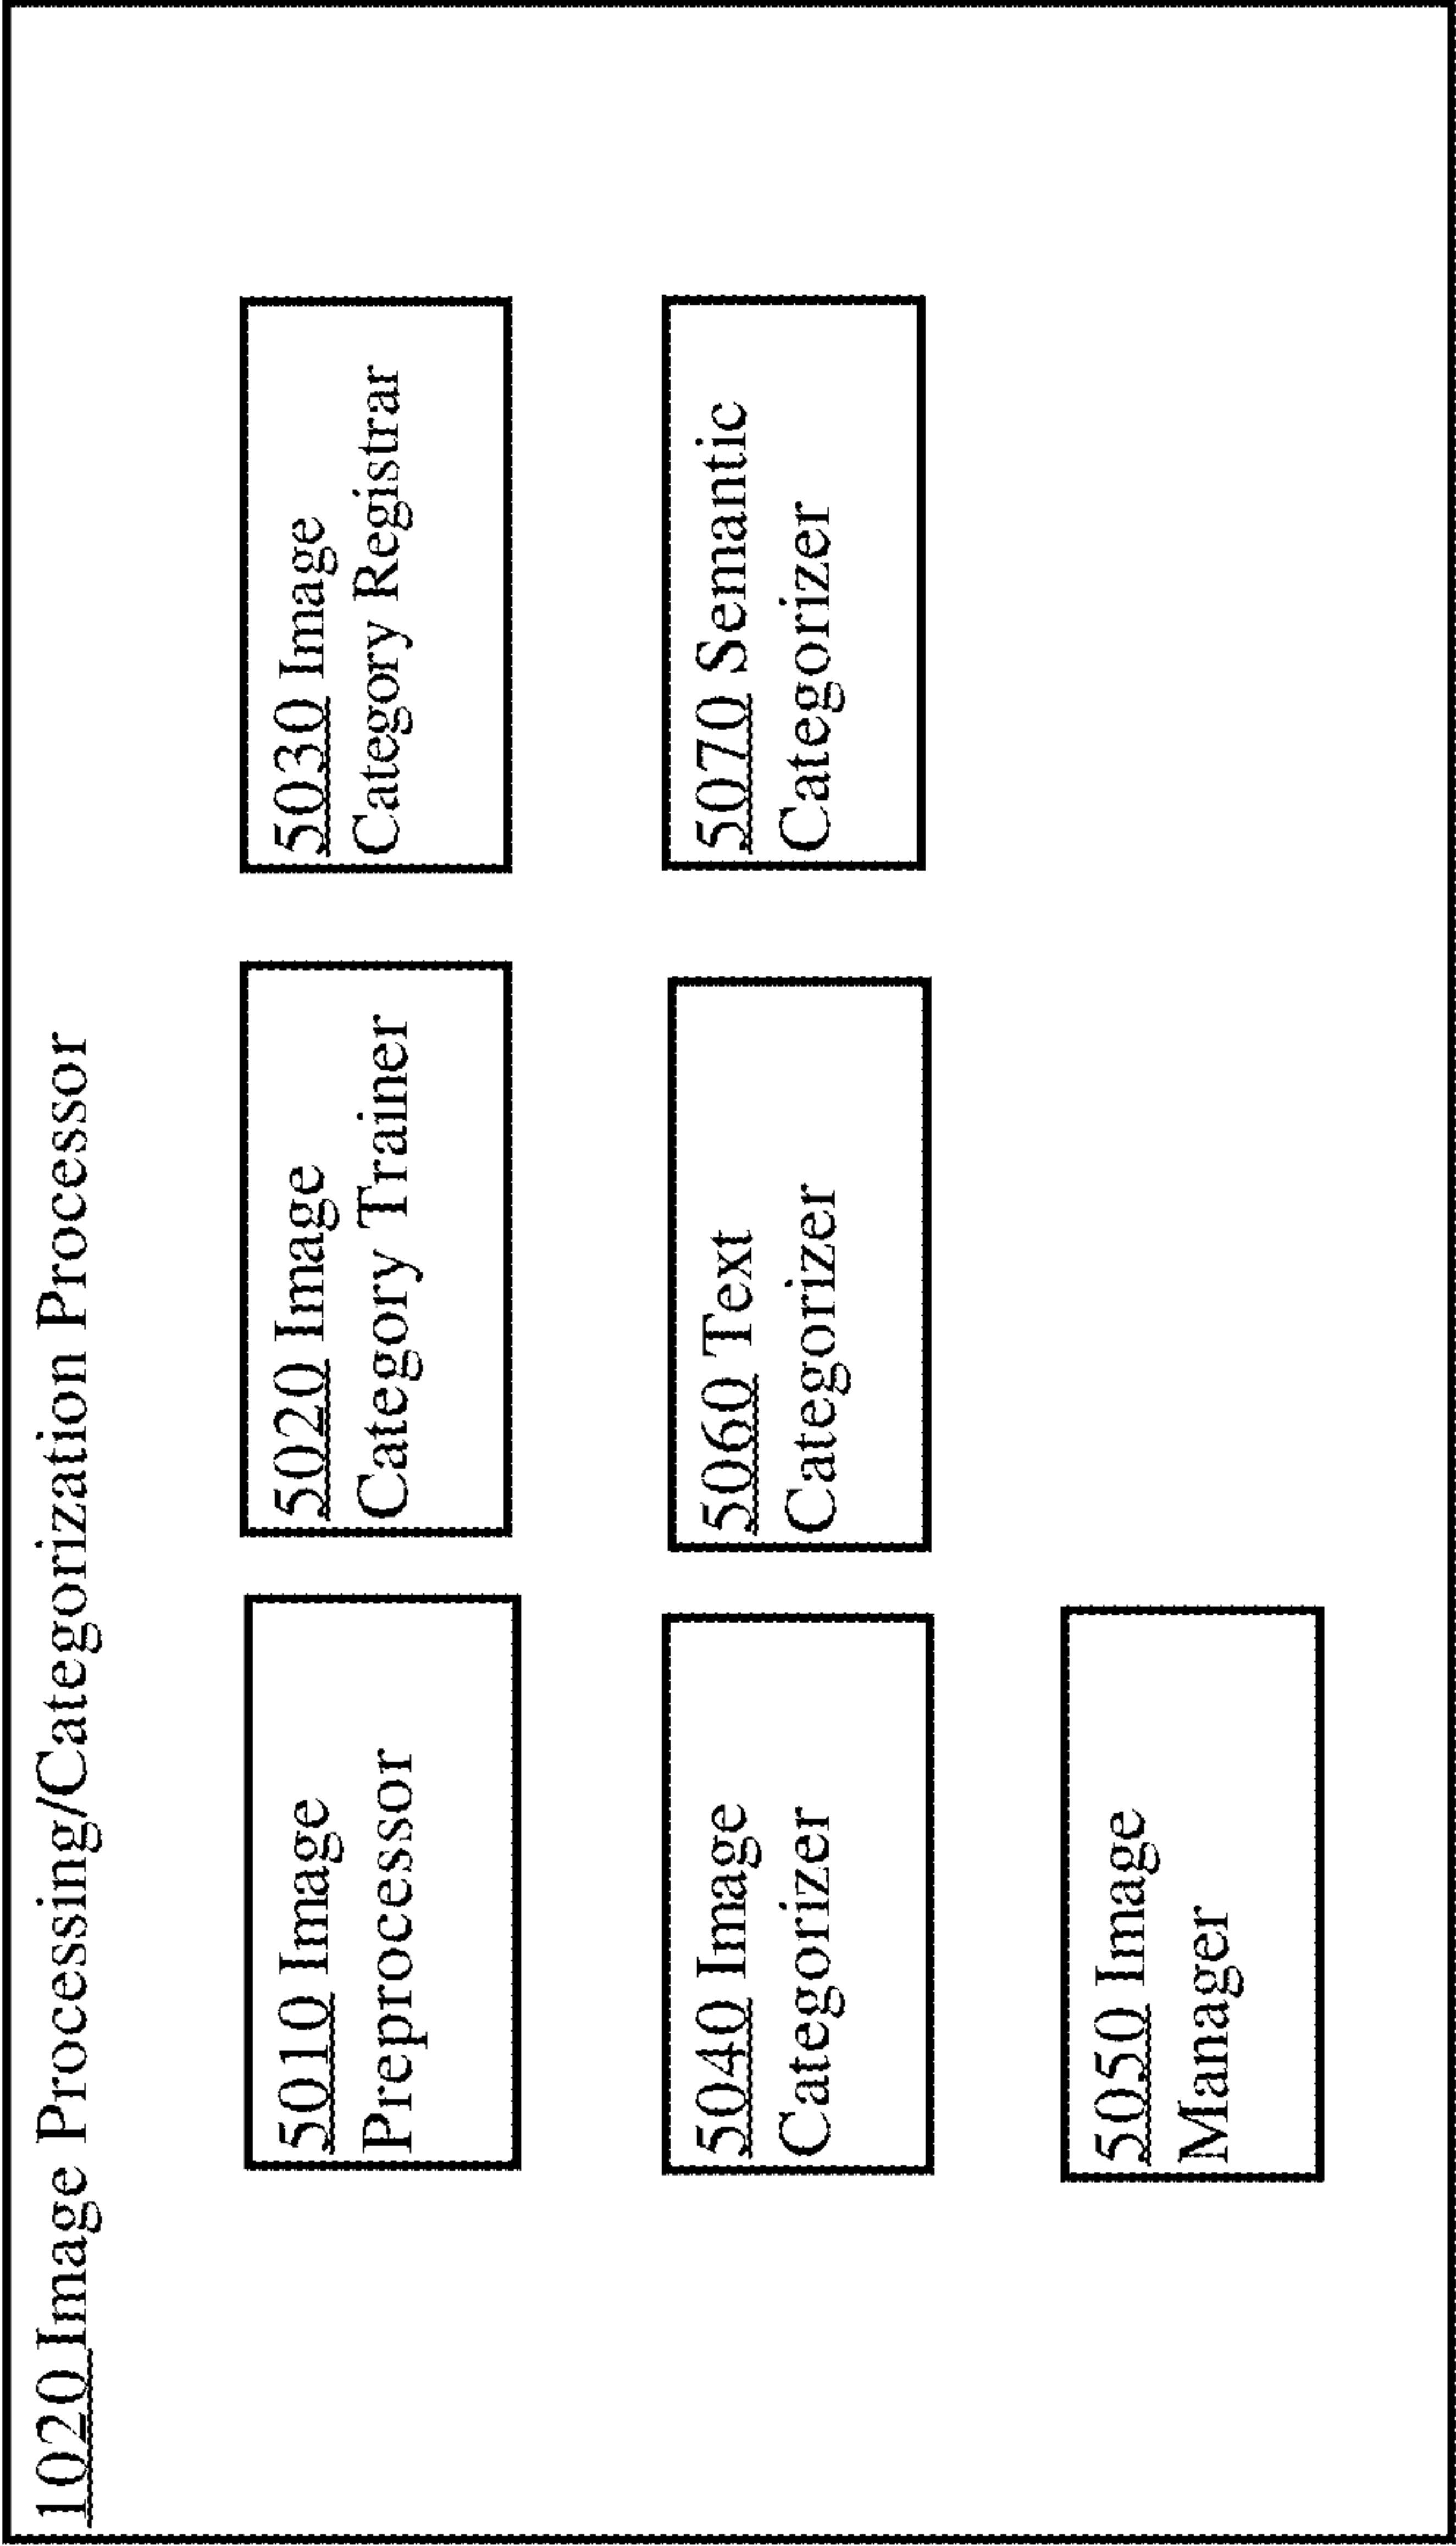 1020 Image Processing/Categorization Processor
5010 Image
Preprocessor
5020 Image
Category Trainer
5030 Image
Category Registrar
5040 Image
Categorizer
5060 Text
Categorizer
5070 Semantic
Categorizer
5050 Image
Manager